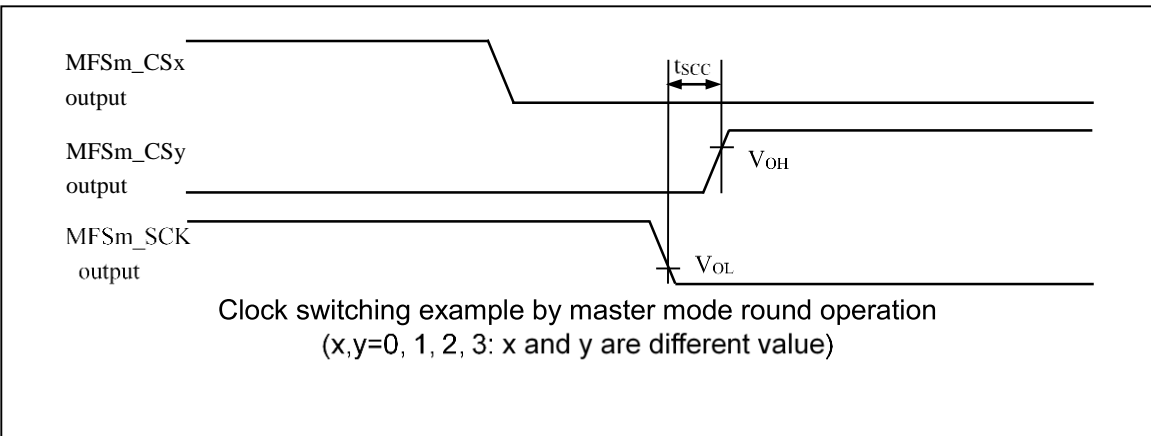 MFSm_CSx
output
tSCC
MFSm_CSy
output
VOH
MFSm_SCK
output
VOL
Clock switching example by master mode round operation
(x,y=0, 1, 2, 3: x and y are different value)